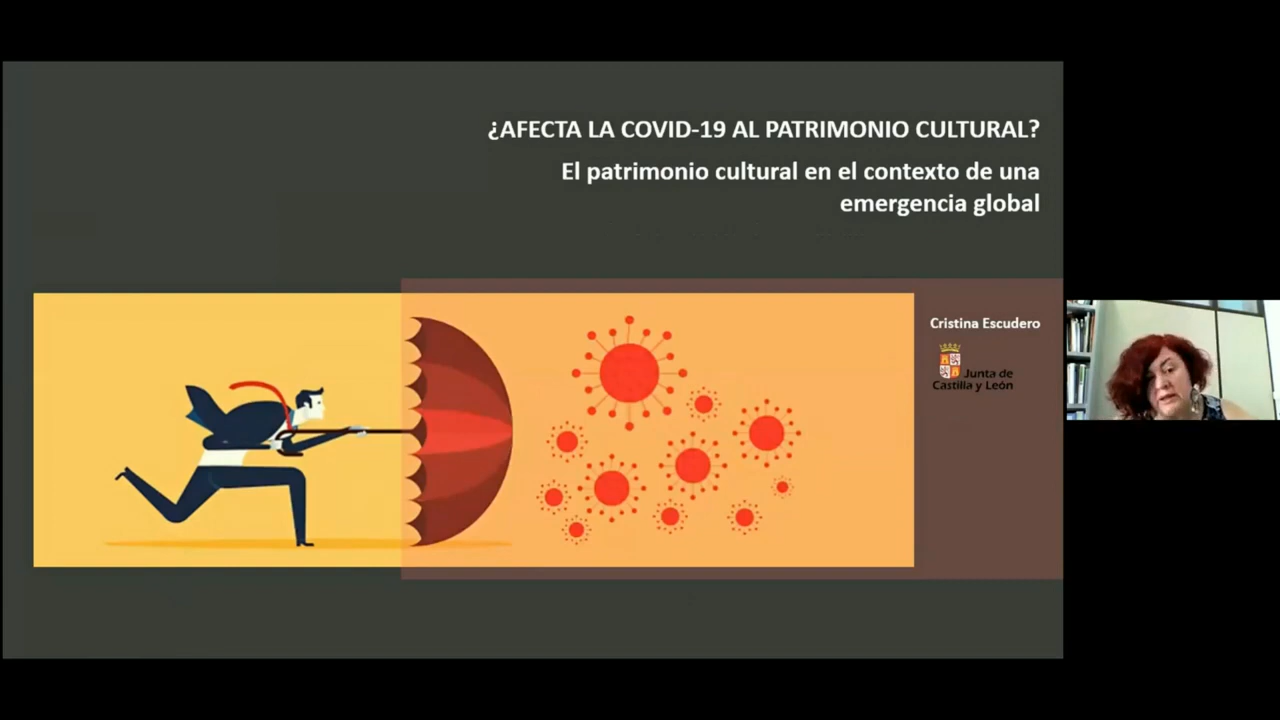 ¿AFECTA LA COVID-19 AL PATRIMONIO CULTURAL?
El patrimonio cultural en el contexto de una
emergencia global
Cristina Escudero
Junta de
Castilla y León